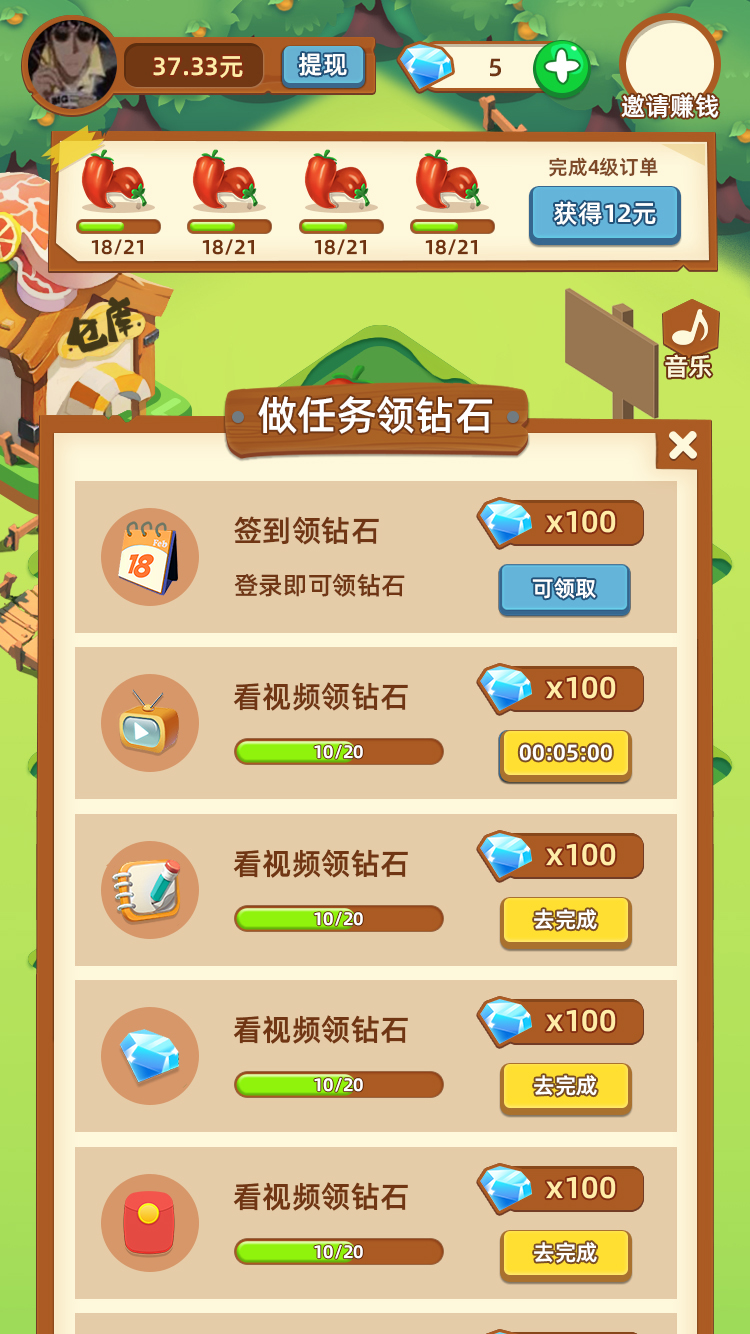 37.33元
提现
5
邀请赚钱
18/21
18/21
18/21
18/21
完成4级订单
获得12元
仓库
音乐
做任务领钻石
Feb
18
签到领钻石
x100
登录即可领钻石
可领取
看视频领钻石
x100
10/20
00:05:00
看视频领钻石
x100
10/20
去完成
看视频领钻石
x100
10/20
去完成
看视频领钻石
x100
10/20
去完成